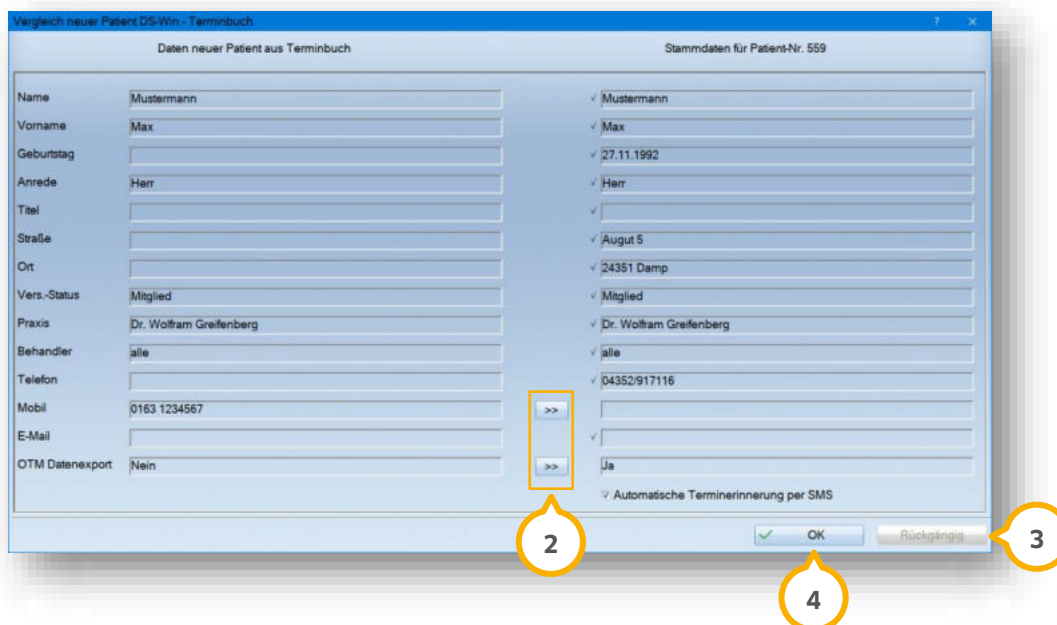 Vergleich neuer Patient DS-Win - Terminbuch ? ×
Daten neuer Patient aus Terminbuch Stammdaten für Patient-Nr. 559
Name Mustermann Mustermann
Vorname Max Max
Geburtstag 27.11.1992
Anrede Herr Herr
Titel
Straße Augut 5
Ort 24351 Damp
Vers.-Status Mitglied Mitglied
Praxis Dr. Wolfram Greifenberg Dr. Wolfram Greifenberg
Behandler alle alle
Telefon 04352/917116
Mobil 0163 1234567 >>
E-Mail
OTM Datenexport Nein >> Ja
Automatische Terminerinnerung per SMS
OK Rückgängig
2
3
4